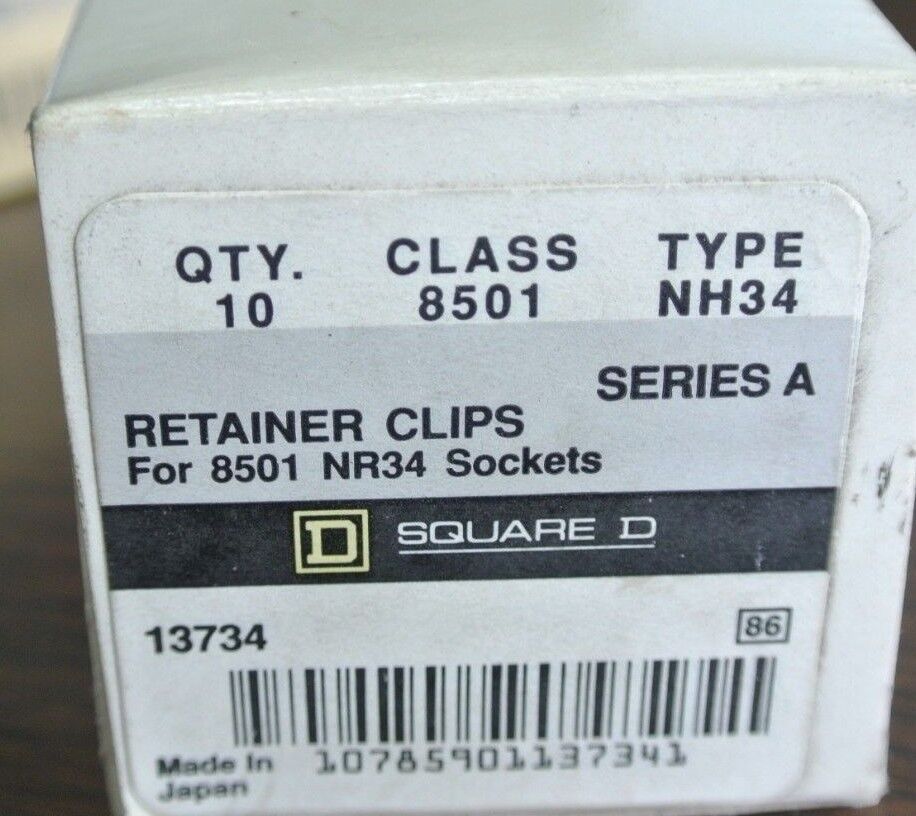 QTY. CLASS TYPE
10 8501 NH34
SERIES A
RETAINER CLIPS
For 8501 NR34 Sockets
D SQUARE D
13734 86
10785901137341
Made In
Japan